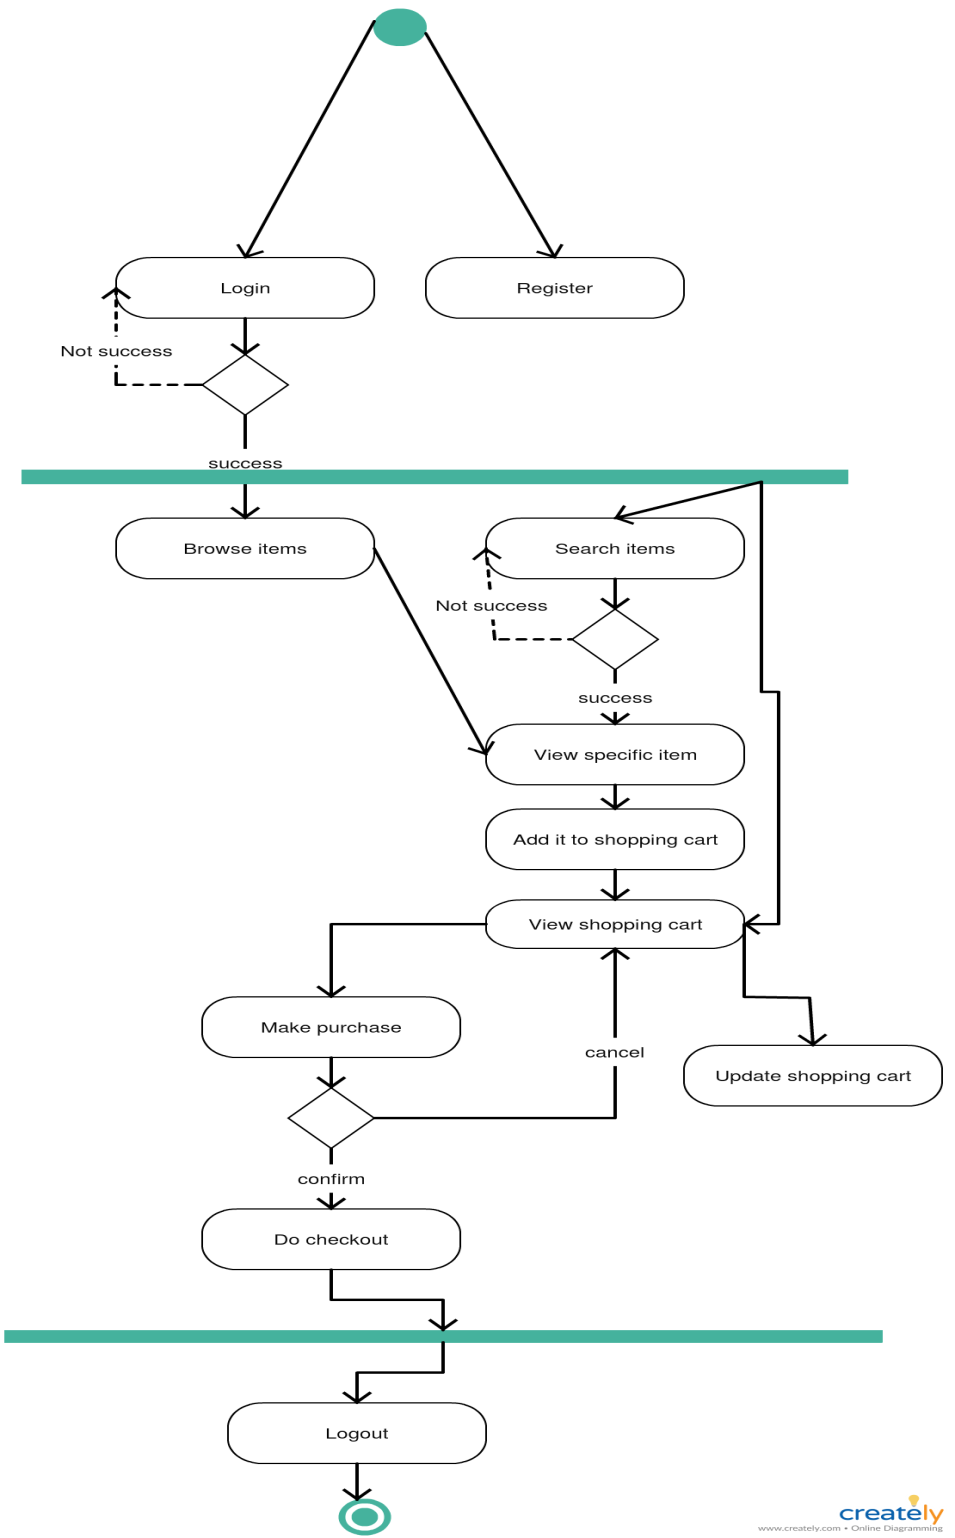 Login
Register
Not success
success
Browse items
Search items
Not success
success
View specific item
Add it to shopping cart
View shopping cart
Make purchase
cancel
Update shopping cart
confirm
Do checkout
Logout
creately
www.creately.com • Online Diagramming